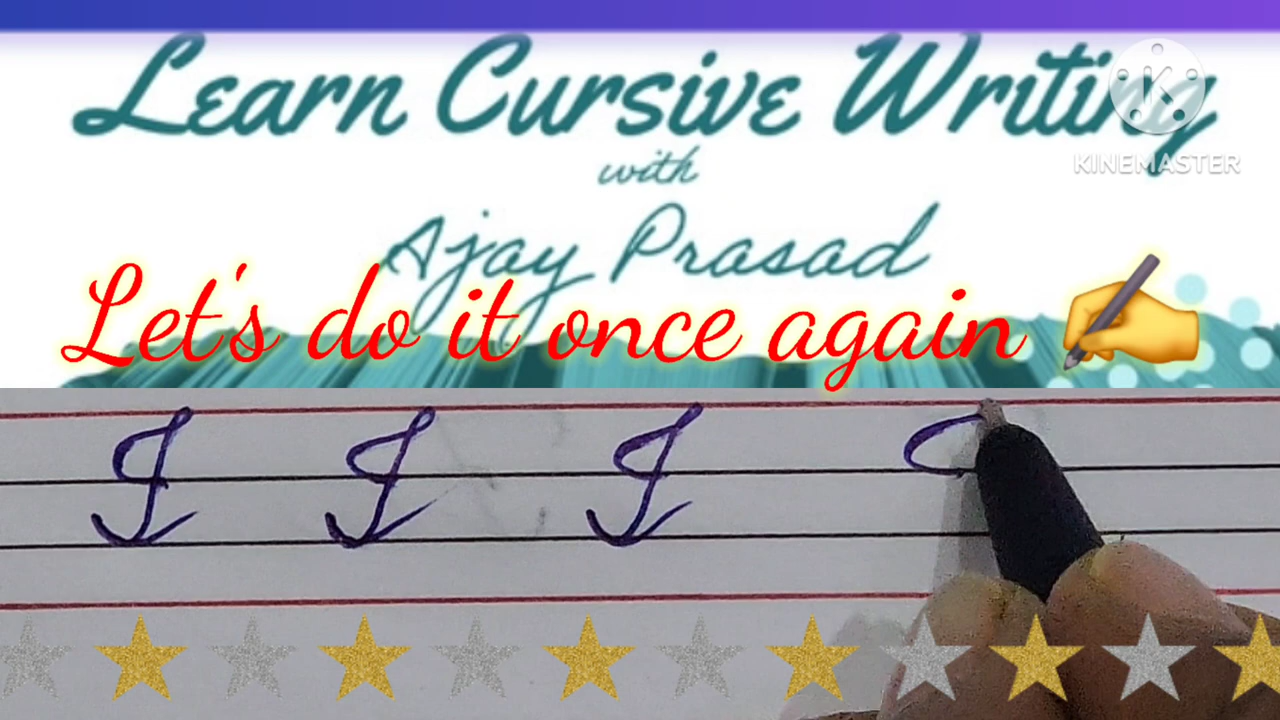 Learn Cursive Writing
KINEMASTER
with
Ajay Prasad
Let's do it once again
I I I